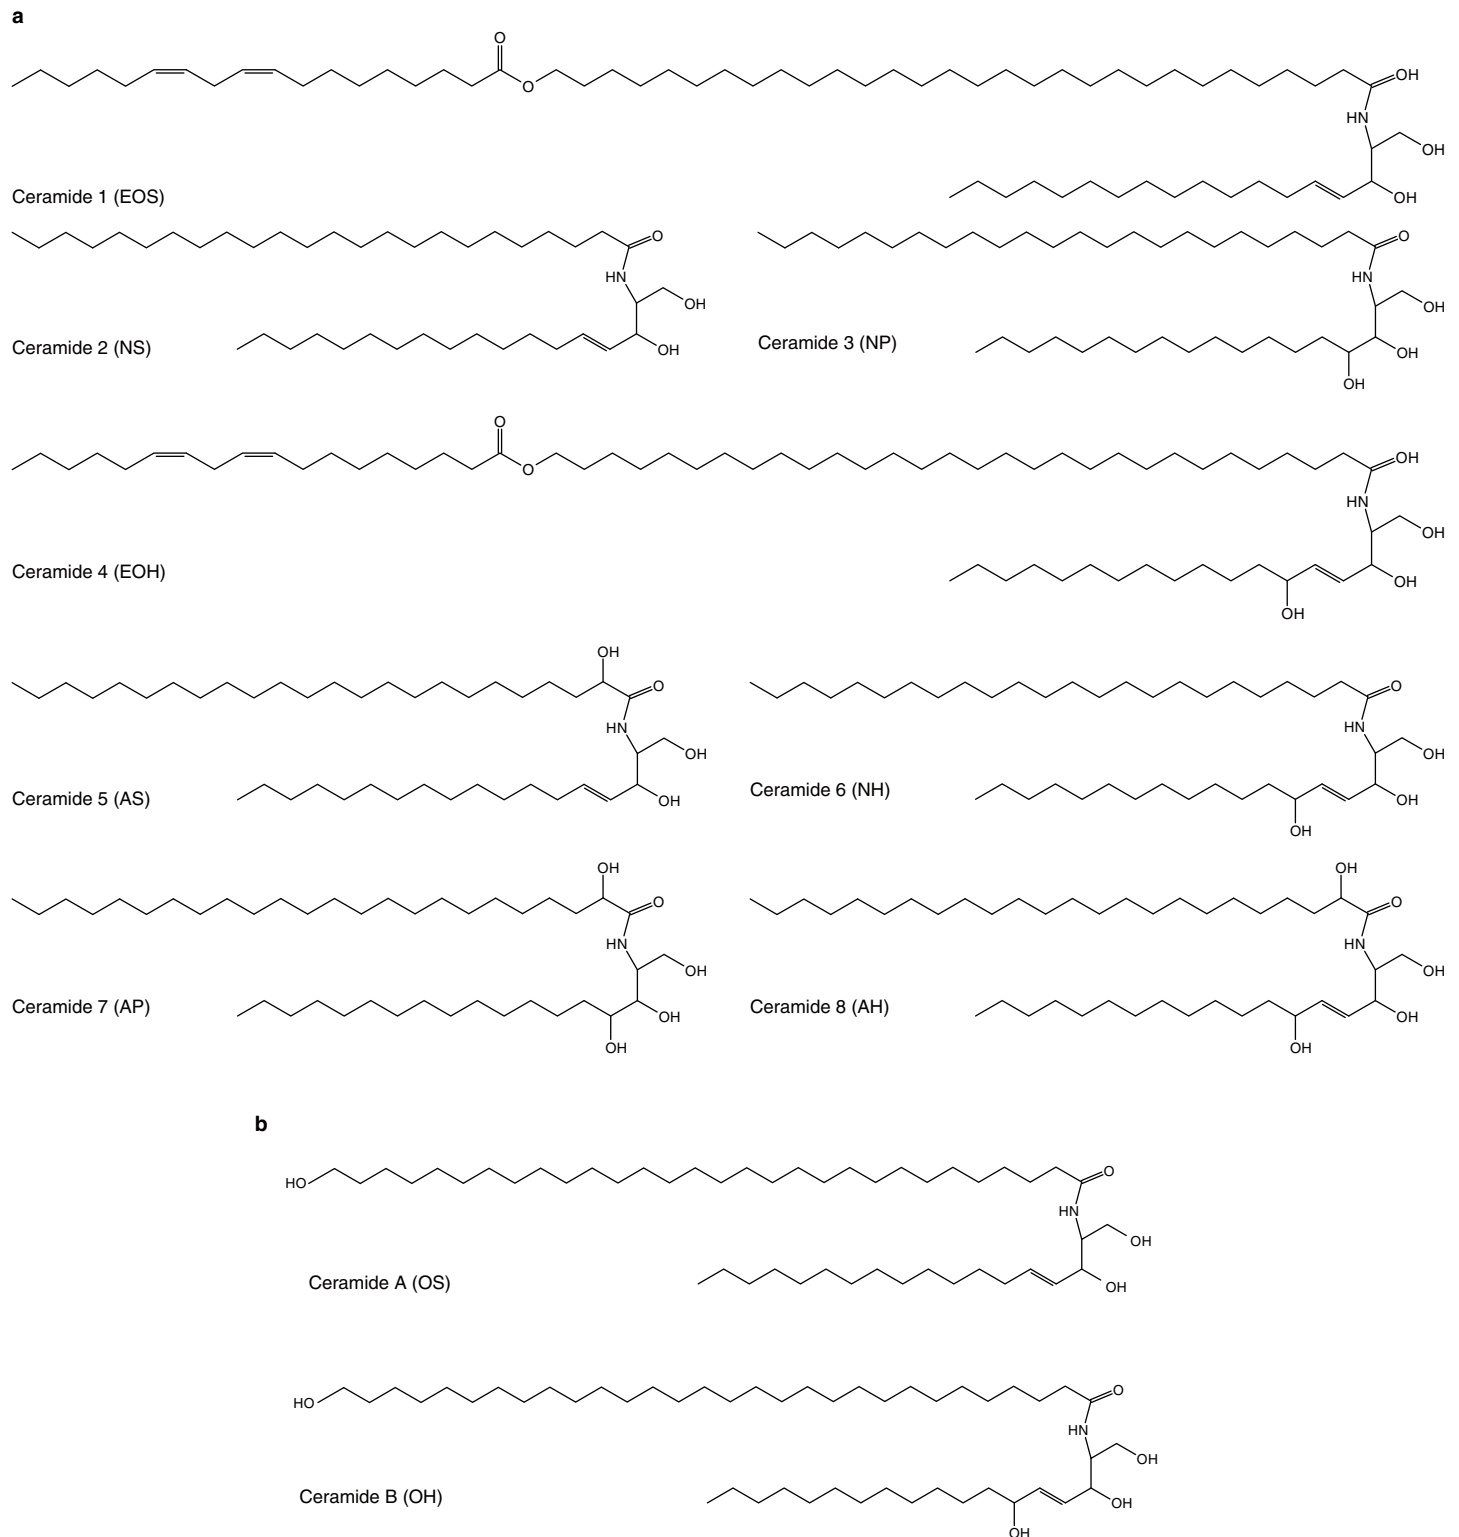 a
O
O
OH
HN
OH
OH
Ceramide 1 (EOS)
O
HN
OH
OH
Ceramide 2 (NS)
O
HN
OH
OH
OH
Ceramide 3 (NP)
O
O
OH
HN
OH
OH
OH
Ceramide 4 (EOH)
OH
O
HN
OH
OH
Ceramide 5 (AS)
O
HN
OH
OH
OH
Ceramide 6 (NH)
OH
O
HN
OH
OH
OH
Ceramide 7 (AP)
OH
O
HN
OH
OH
OH
Ceramide 8 (AH)
b
HO
O
HN
OH
OH
Ceramide A (OS)
HO
O
HN
OH
OH
OH
Ceramide B (OH)